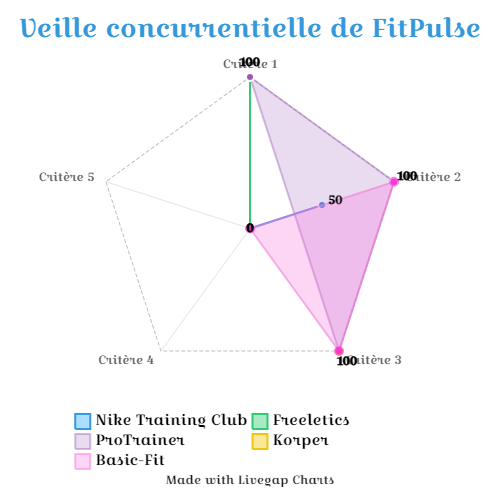 Veille concurrentielle de FitPulse
Critère 1
100
Critère 5
100
Critère 2
50
0
Critère 4
100
Critère 3
Nike Training Club
Freeletics
ProTrainer
Korper
Basic-Fit
Made with Livegap Charts